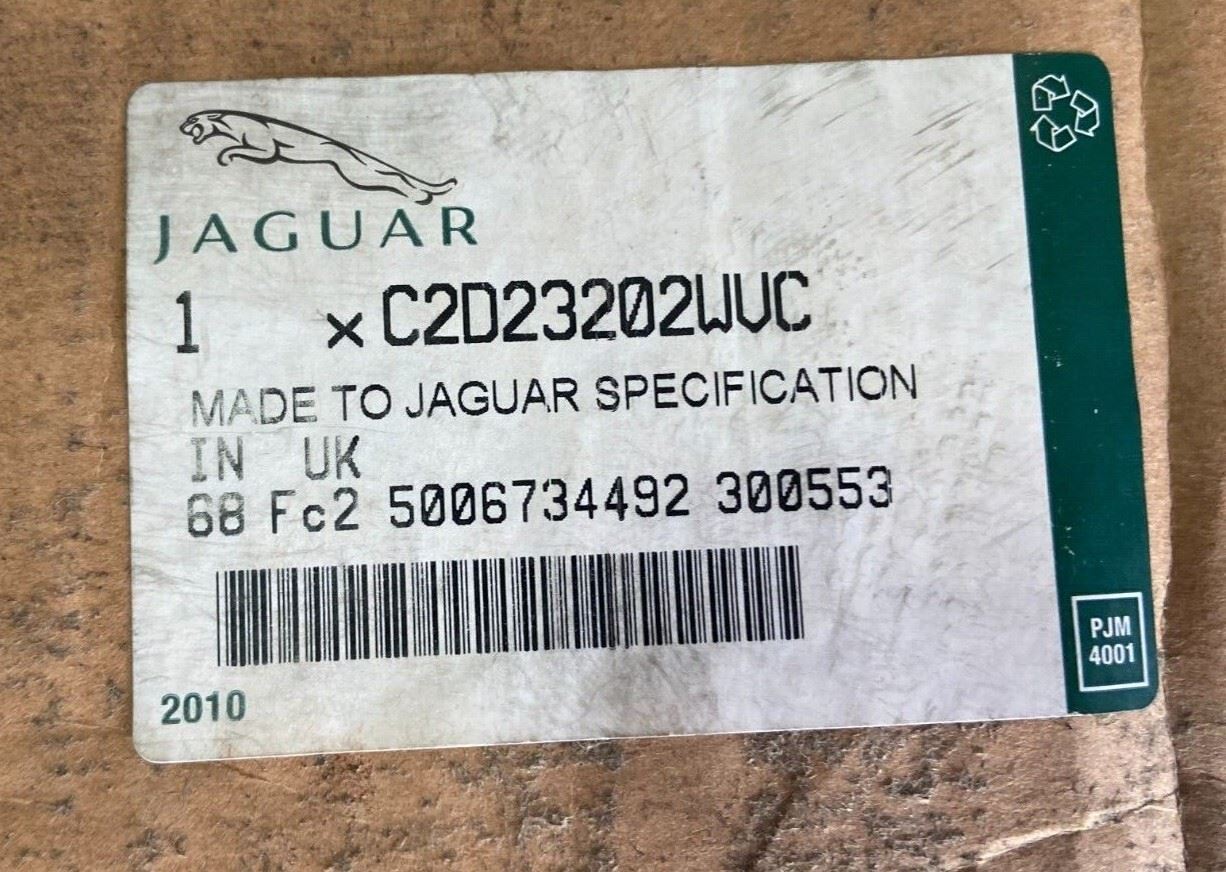 JAGUAR
1 x C2D23202WVC
MADE TO JAGUAR SPECIFICATION
IN UK
68 Fc2 5006734492 300553
2010
PJM
4001